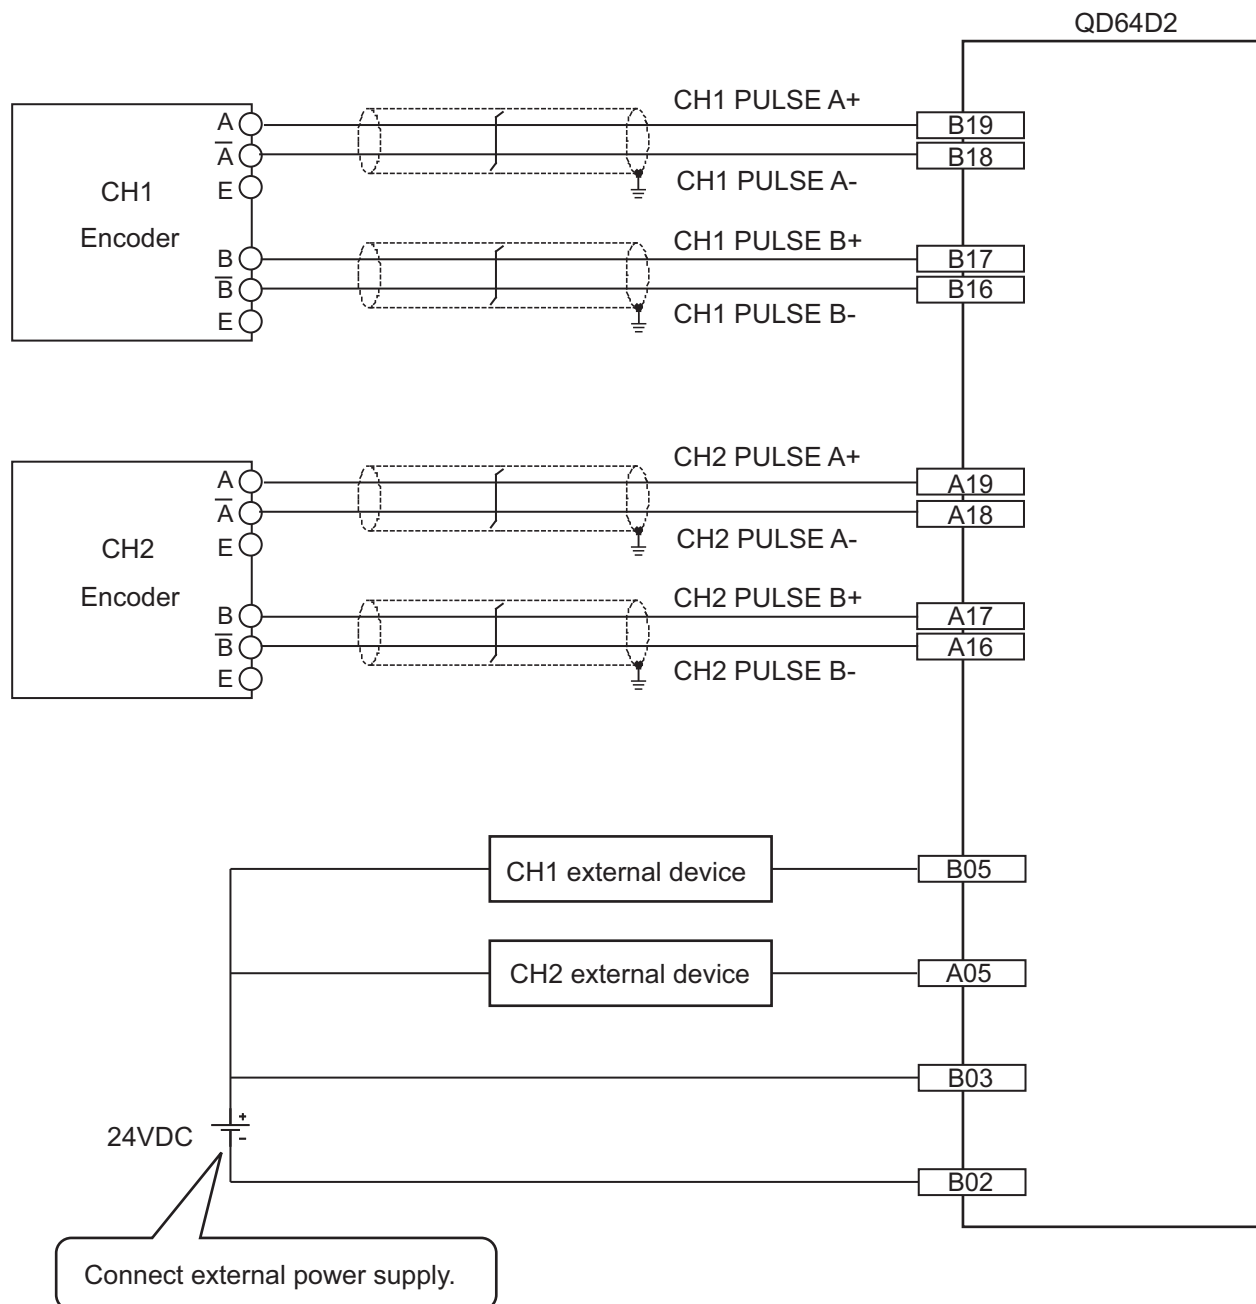 QD64D2
CH1 PULSE A+
A
B19
A̅
B18
CH1
E
CH1 PULSE A-
Encoder
CH1 PULSE B+
B
B17
B̅
B16
E
CH1 PULSE B-
CH2 PULSE A+
A
A19
A̅
A18
CH2
E
CH2 PULSE A-
Encoder
CH2 PULSE B+
B
A17
B̅
A16
E
CH2 PULSE B-
CH1 external device
B05
CH2 external device
A05
B03
+
24VDC
-
B02
Connect external power supply.